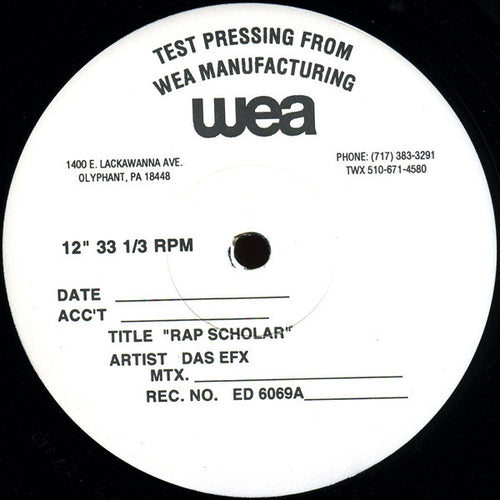 TEST PRESSING FROM
WEA MANUFACTURING
wea
1400 E. LACKAWANNA AVE.
OLYPHANT, PA 18448
PHONE: (717) 383-3291
TWX 510-671-4580
12" 33 1/3 RPM
DATE
ACC'T
TITLE "RAP SCHOLAR"
ARTIST DAS EFX
MTX.
REC. NO. ED 6069A